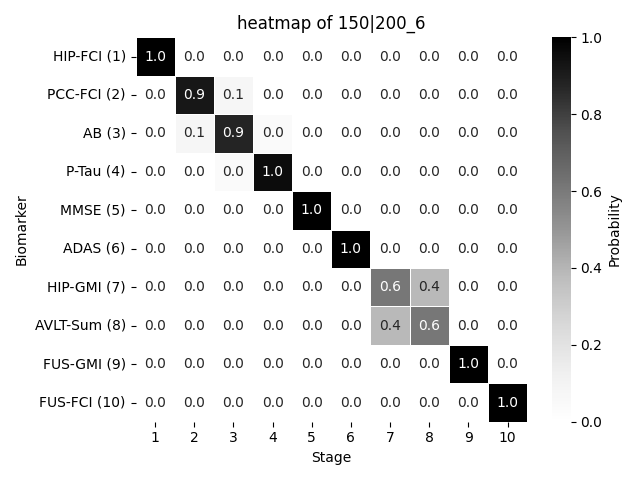 heatmap of 150|200_6
HIP-FCI (1) 1.0 0.0 0.0 0.0 0.0 0.0 0.0 0.0 0.0 0.0
PCC-FCI (2) 0.0 0.9 0.1 0.0 0.0 0.0 0.0 0.0 0.0 0.0
AB (3) 0.0 0.1 0.9 0.0 0.0 0.0 0.0 0.0 0.0 0.0
P-Tau (4) 0.0 0.0 0.0 1.0 0.0 0.0 0.0 0.0 0.0 0.0
MMSE (5) 0.0 0.0 0.0 0.0 1.0 0.0 0.0 0.0 0.0 0.0
ADAS (6) 0.0 0.0 0.0 0.0 0.0 1.0 0.0 0.0 0.0 0.0
HIP-GMI (7) 0.0 0.0 0.0 0.0 0.0 0.0 0.6 0.4 0.0 0.0
AVLT-Sum (8) 0.0 0.0 0.0 0.0 0.0 0.0 0.4 0.6 0.0 0.0
FUS-GMI (9) 0.0 0.0 0.0 0.0 0.0 0.0 0.0 0.0 1.0 0.0
FUS-FCI (10) 0.0 0.0 0.0 0.0 0.0 0.0 0.0 0.0 0.0 1.0
1 2 3 4 5 6 7 8 9 10
Stage
Biomarker
1.0
0.8
0.6
0.4
0.2
0.0
Probability